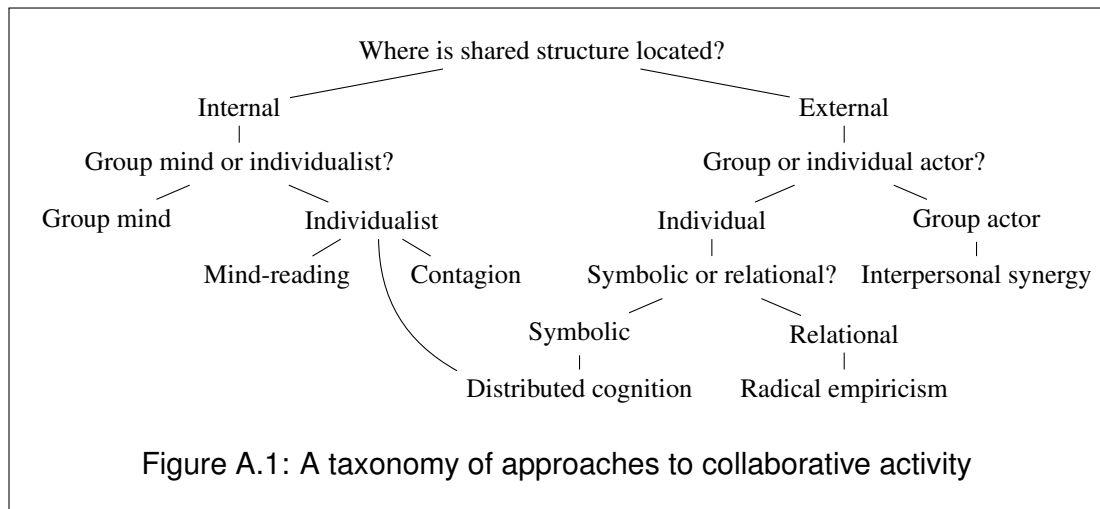 Where is shared structure located?
Internal External
Group mind or individualist? Group or individual actor?
Group mind Individualist Individual Group actor
Mind-reading Contagion Symbolic or relational? Interpersonal synergy
Symbolic Relational
Distributed cognition Radical empiricism
Figure A.1: A taxonomy of approaches to collaborative activity